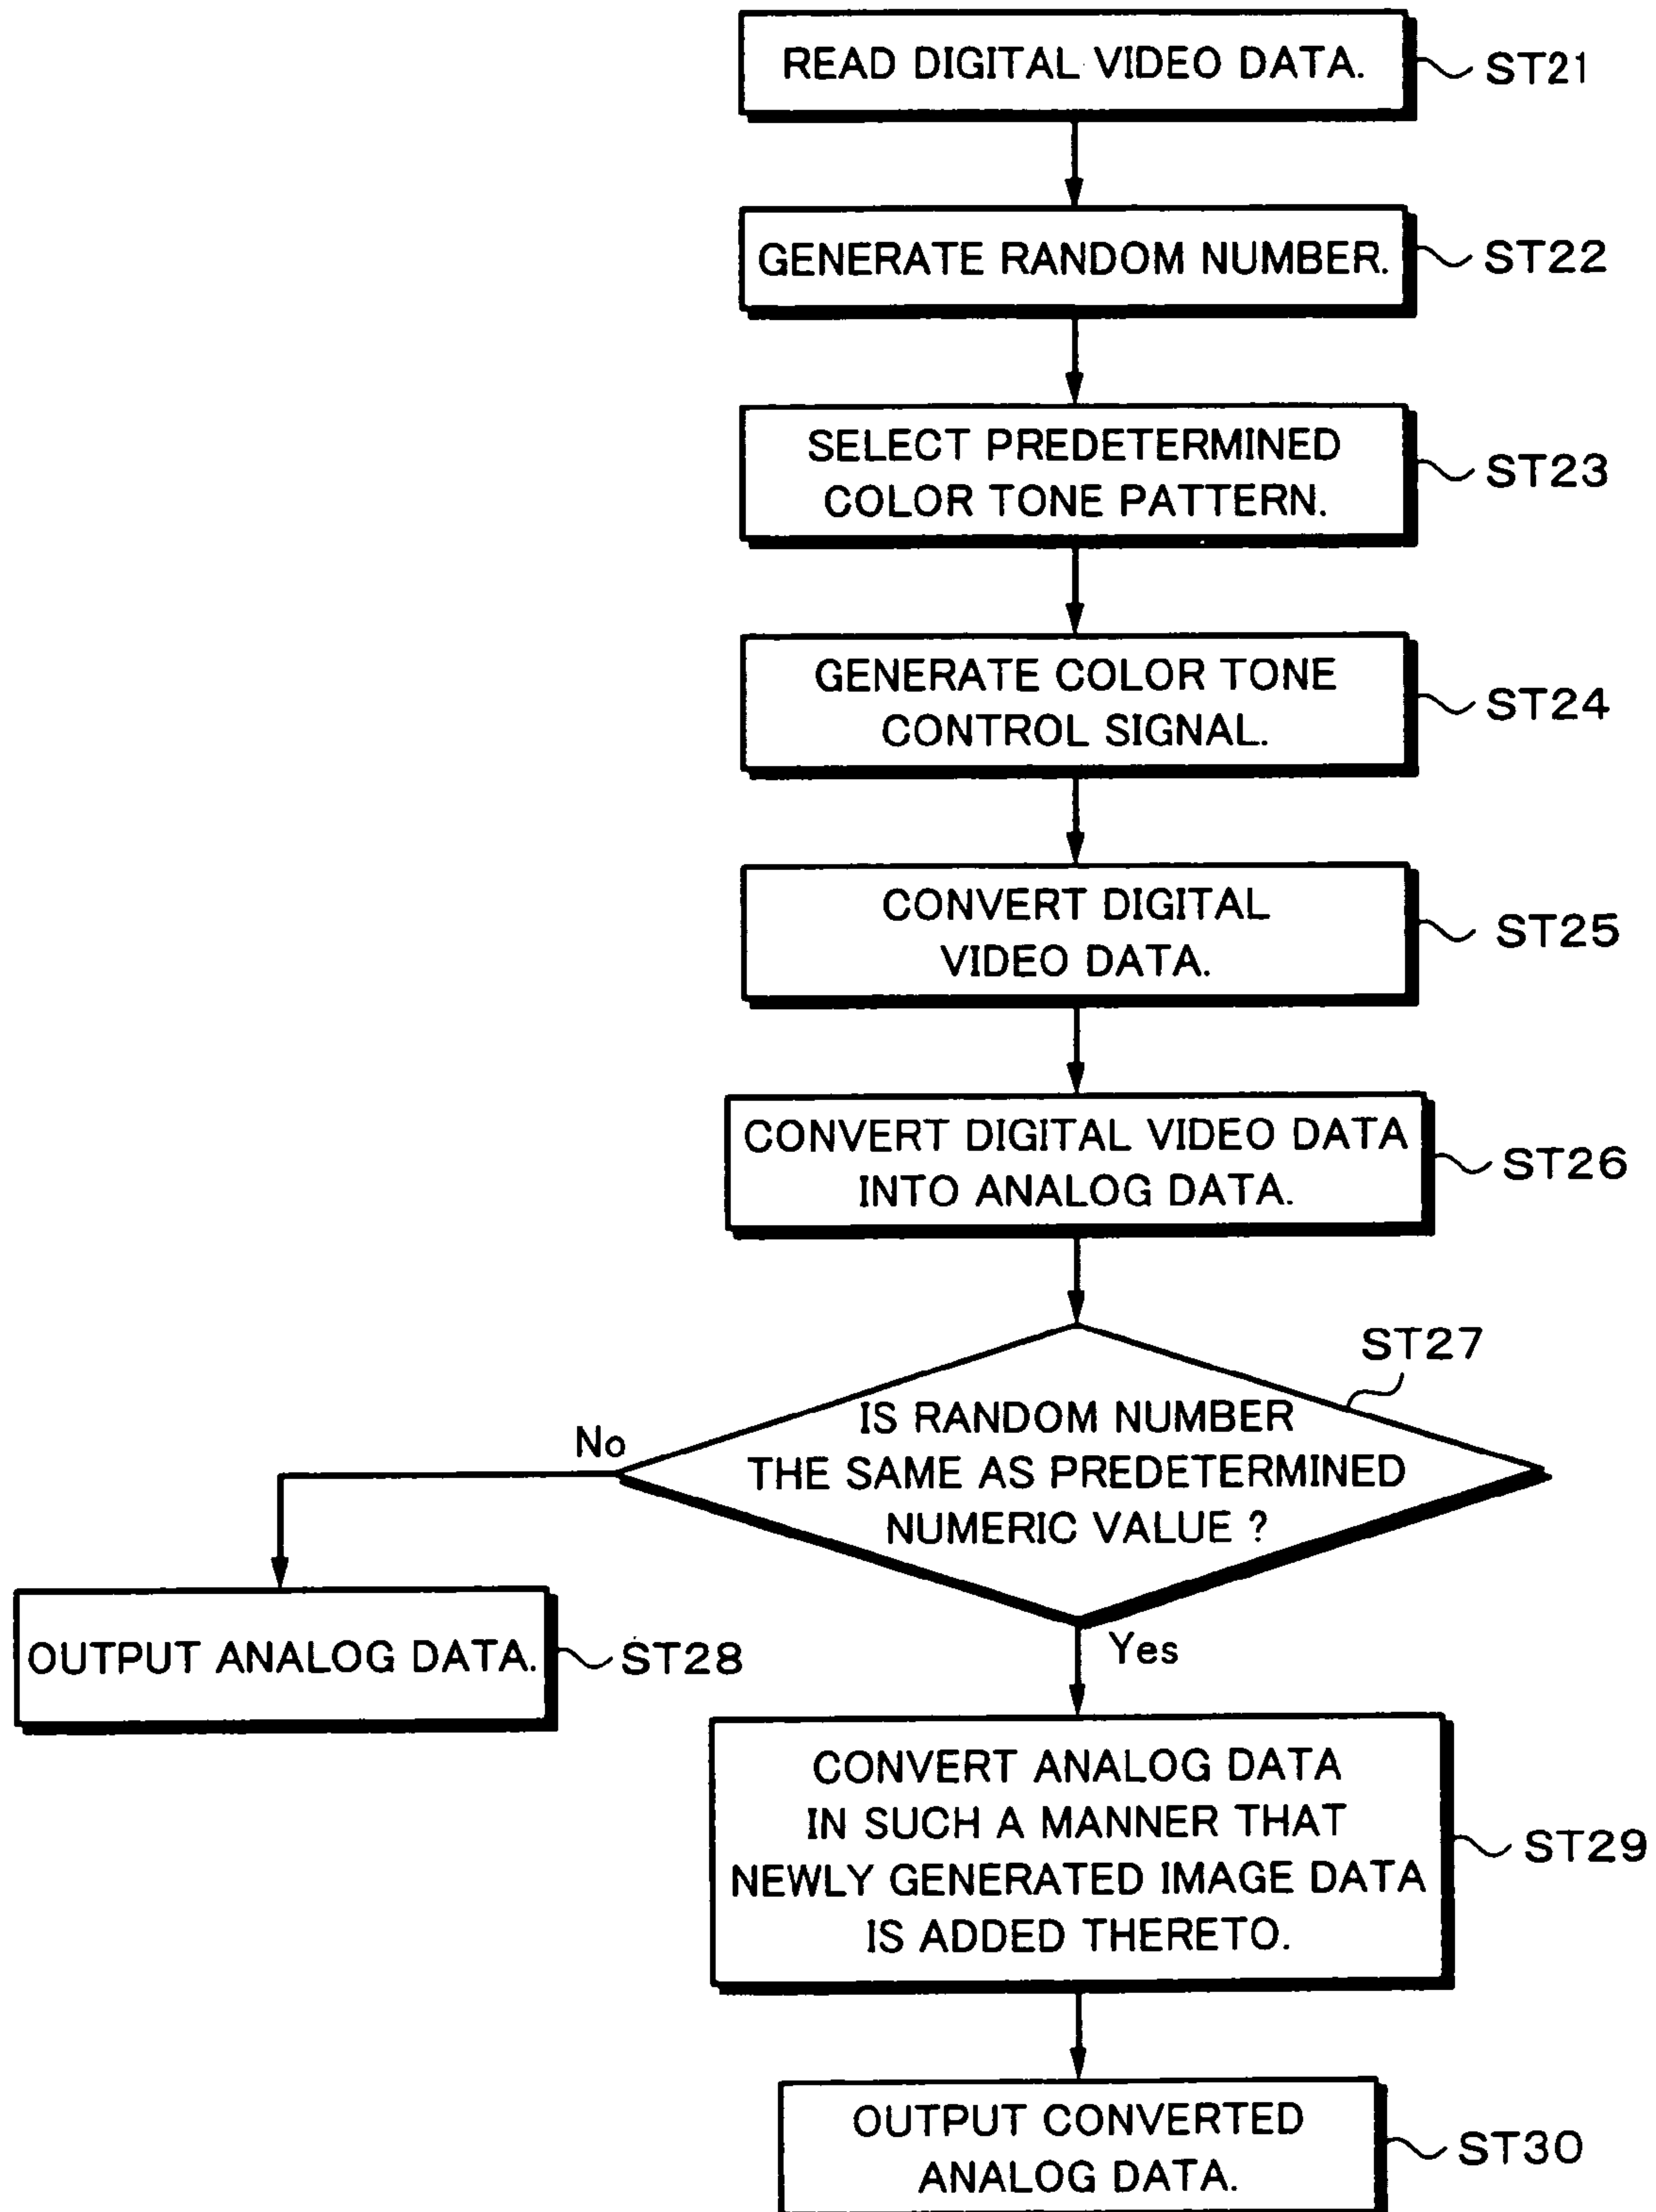 READ DIGITAL VIDEO DATA.
ST21
GENERATE RANDOM NUMBER.
ST22
SELECT PREDETERMINED
COLOR TONE PATTERN.
ST23
GENERATE COLOR TONE
CONTROL SIGNAL.
ST24
CONVERT DIGITAL
VIDEO DATA.
ST25
CONVERT DIGITAL VIDEO DATA
INTO ANALOG DATA.
ST26
ST27
IS RANDOM NUMBER
THE SAME AS PREDETERMINED
NUMERIC VALUE ?
No
OUTPUT ANALOG DATA.
ST28
Yes
CONVERT ANALOG DATA
IN SUCH A MANNER THAT
NEWLY GENERATED IMAGE DATA
IS ADDED THERETO.
ST29
OUTPUT CONVERTED
ANALOG DATA.
ST30